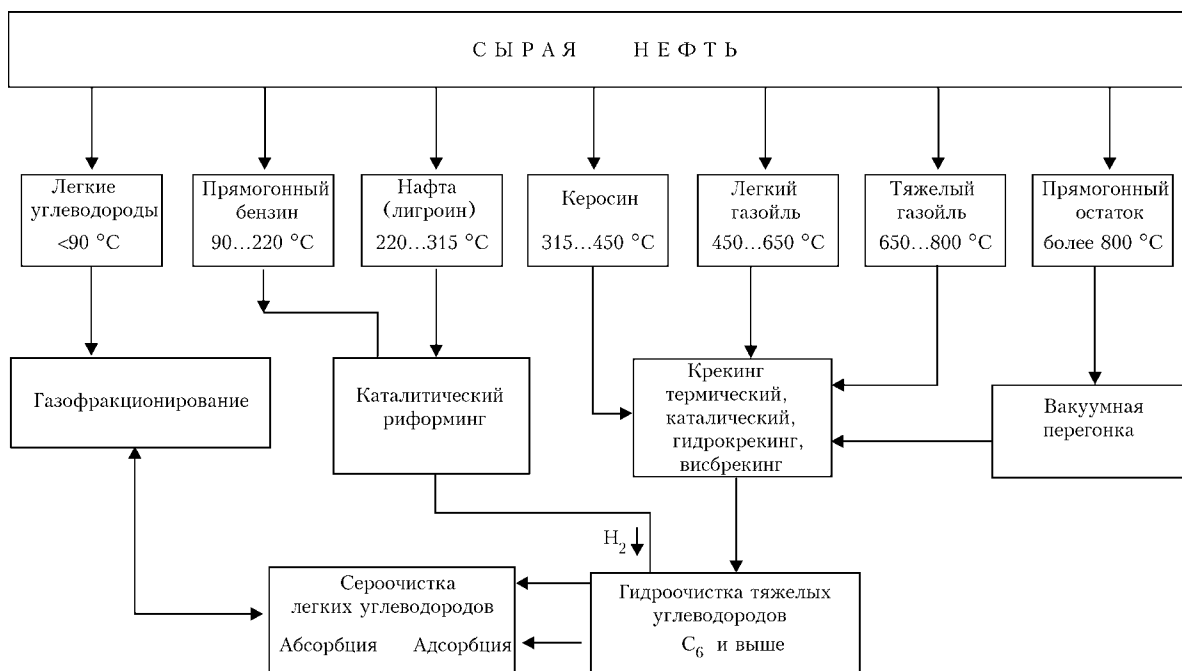 СЫРАЯ НЕФТЬ
Легкие
углеводороды
<90 °C
Прямогонный
бензин
90...220 °C
Нафта
(лигроин)
220...315 °C
Керосин
315...450 °C
Легкий
газойль
450...650 °C
Тяжелый
газойль
650...800 °C
Прямогонный
остаток
более 800 °C
Газофракционирование
Каталитический
риформинг
Крекинг
термический,
каталический,
гидрокрекинг,
висбрекинг
Вакуумная
перегонка
H₂
Сероочистка
легких углеводородов
Абсорбция Адсорбция
Гидроочистка тяжелых
углеводородов
C₆ и выше